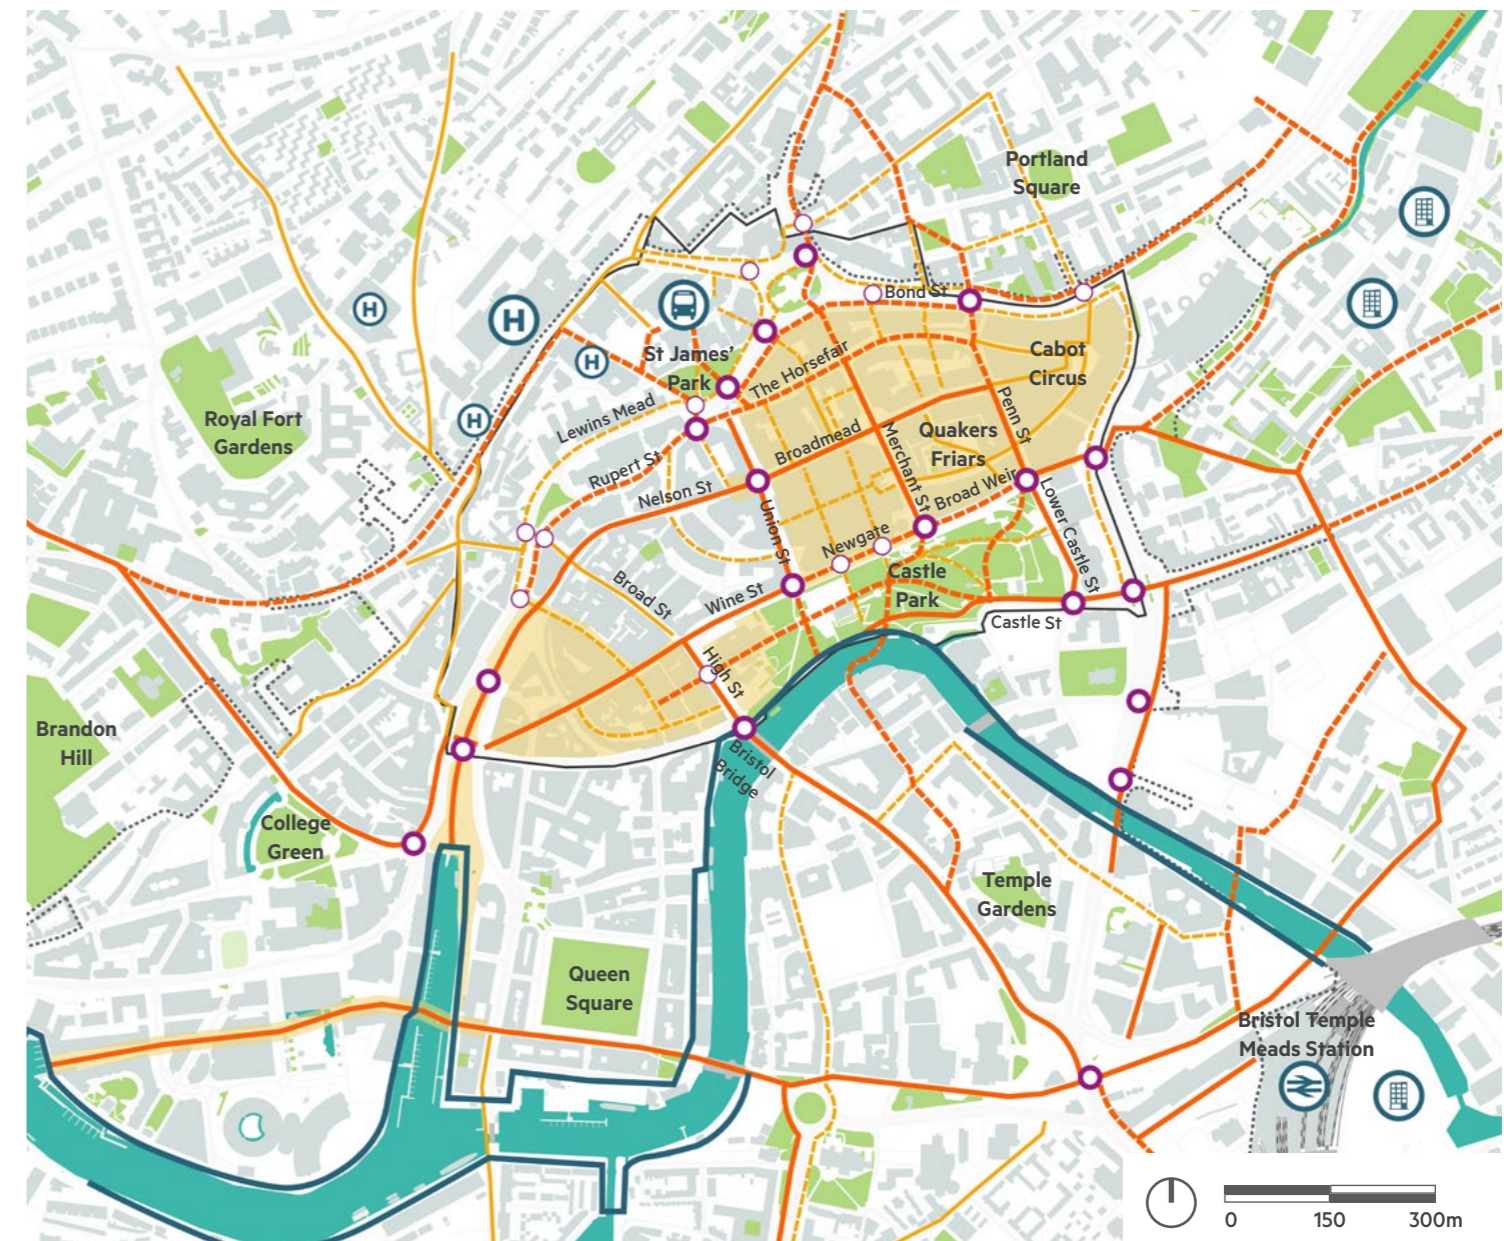 Portland
Square
Bond St
H
H
St James'
Park
H
The Horsefair
Cabot
Circus
Lewins Mead
H
Royal Fort
Gardens
Broadmead
Penn St
Quakers
Friars
Merchant St
Rupert St
Nelson St
Broad Weir
Union St
Newgate
Lower Castle St
Castle
Park
Broad St
Wine St
Castle St
High St
Brandon
Hill
Bristol
Bridge
College
Green
Temple
Gardens
Queen
Square
Bristol Temple
Meads Station
0 150 300m